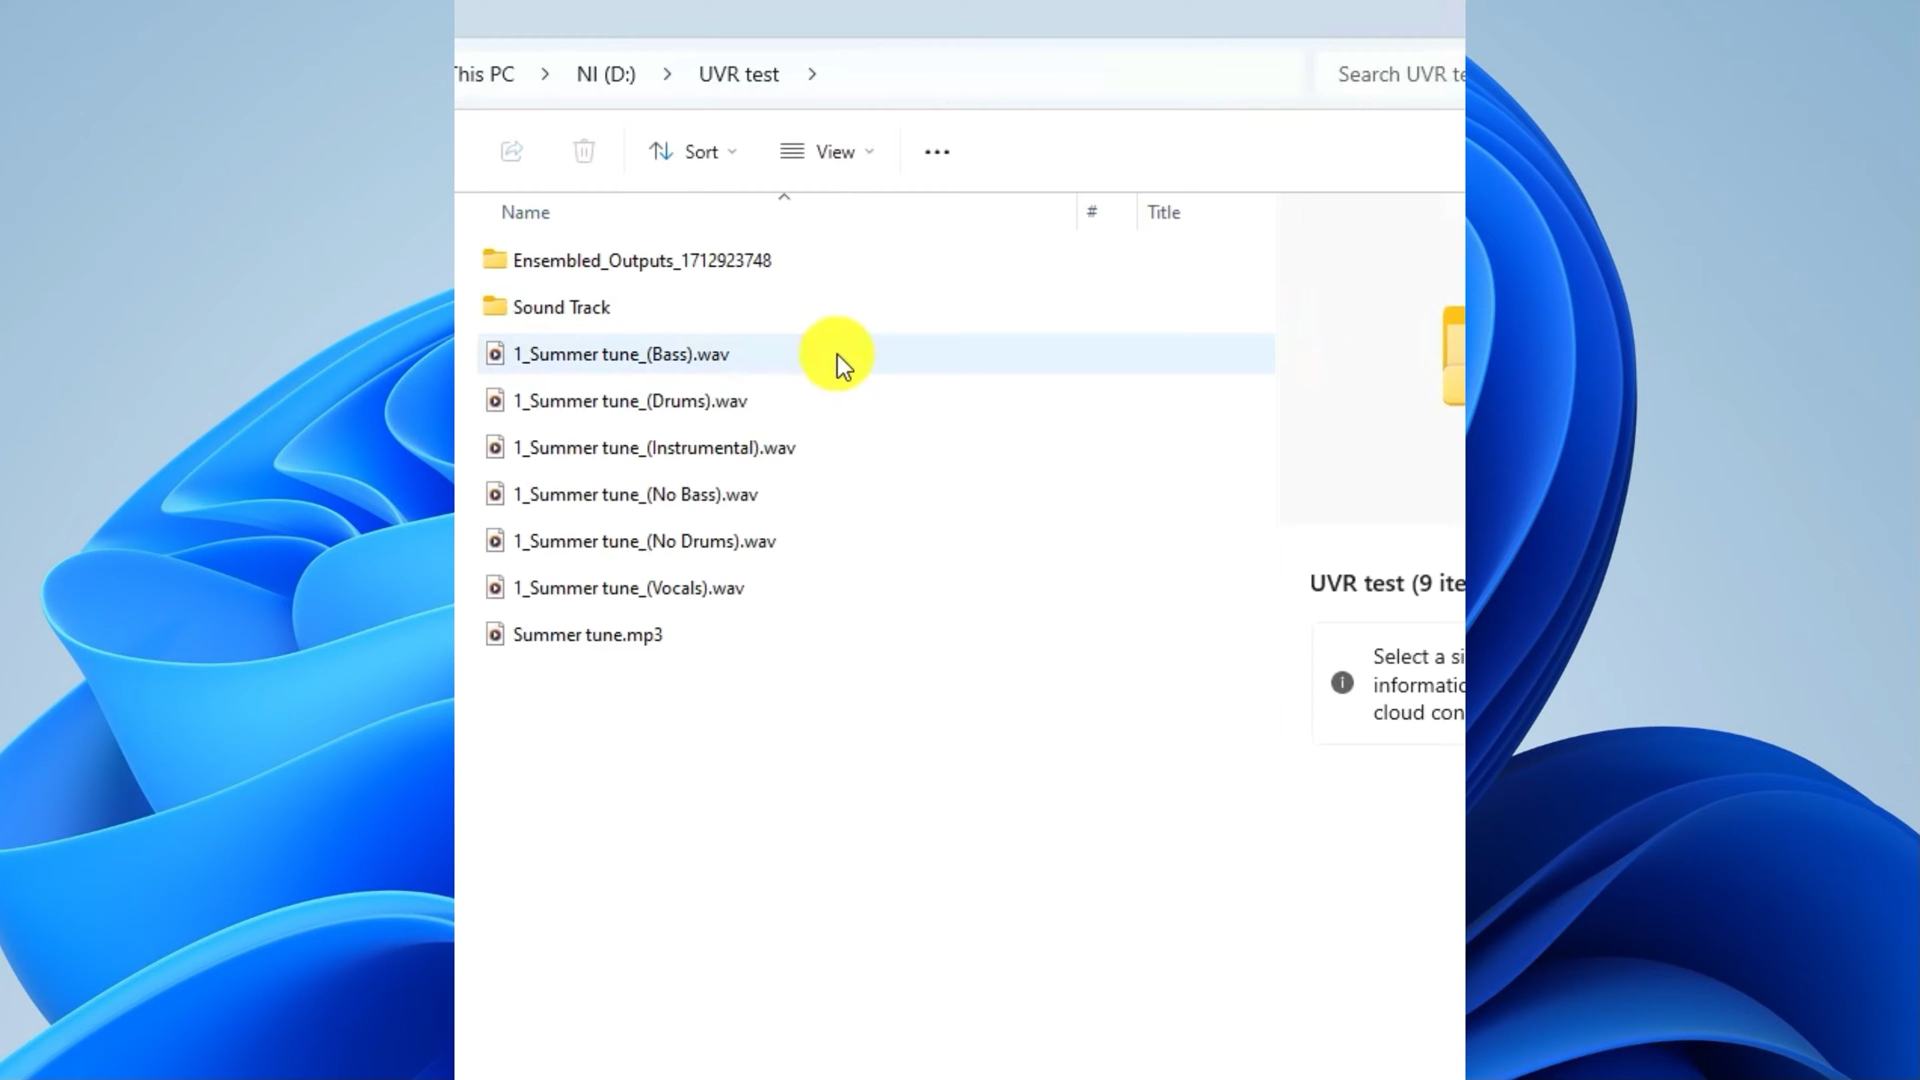 This PC > NI (D:) > UVR test >
Search UVR te
Sort
View
Name
#
Title
Ensembled_Outputs_1712923748
Sound Track
1_Summer tune_(Bass).wav
1_Summer tune_(Drums).wav
1_Summer tune_(Instrumental).wav
1_Summer tune_(No Bass).wav
1_Summer tune_(No Drums).wav
1_Summer tune_(Vocals).wav
Summer tune.mp3
UVR test (9 ite
Select a si
informatic
cloud con